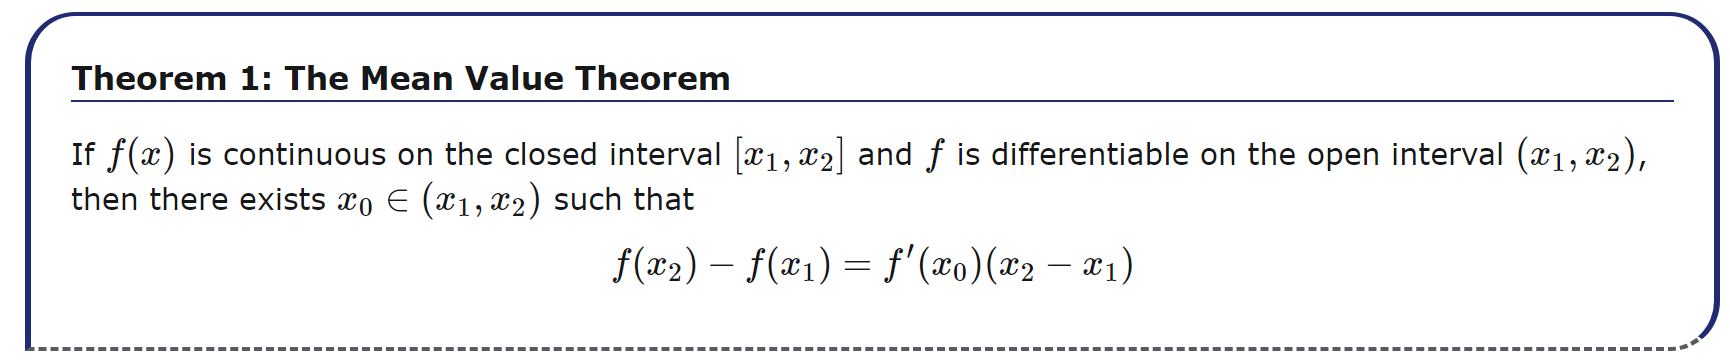 Theorem 1: The Mean Value Theorem
If f(x) is continuous on the closed interval [x₁, x₂] and f is differentiable on the open interval (x₁, x₂),
then there exists x₀ ∈ (x₁, x₂) such that
f(x₂) − f(x₁) = f′(x₀)(x₂ − x₁)